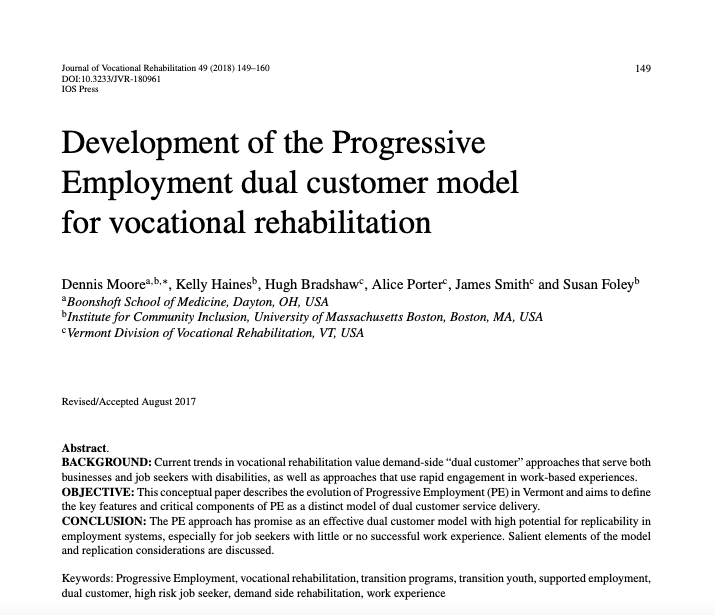 Journal of Vocational Rehabilitation 49 (2018) 149–160
149
DOI:10.3233/JVR-180961
IOS Press
Development of the Progressive
Employment dual customer model
for vocational rehabilitation
Dennis Moorea,b,∗, Kelly Hainesb, Hugh Bradshawc, Alice Porterc, James Smithc and Susan Foleyb
aBoonshoft School of Medicine, Dayton, OH, USA
bInstitute for Community Inclusion, University of Massachusetts Boston, Boston, MA, USA
cVermont Division of Vocational Rehabilitation, VT, USA
Revised/Accepted August 2017
Abstract.
BACKGROUND: Current trends in vocational rehabilitation value demand-side “dual customer” approaches that serve both
businesses and job seekers with disabilities, as well as approaches that use rapid engagement in work-based experiences.
OBJECTIVE: This conceptual paper describes the evolution of Progressive Employment (PE) in Vermont and aims to define
the key features and critical components of PE as a distinct model of dual customer service delivery.
CONCLUSION: The PE approach has promise as an effective dual customer model with high potential for replicability in
employment systems, especially for job seekers with little or no successful work experience. Salient elements of the model
and replication considerations are discussed.
Keywords: Progressive Employment, vocational rehabilitation, transition programs, transition youth, supported employment,
dual customer, high risk job seeker, demand side rehabilitation, work experience